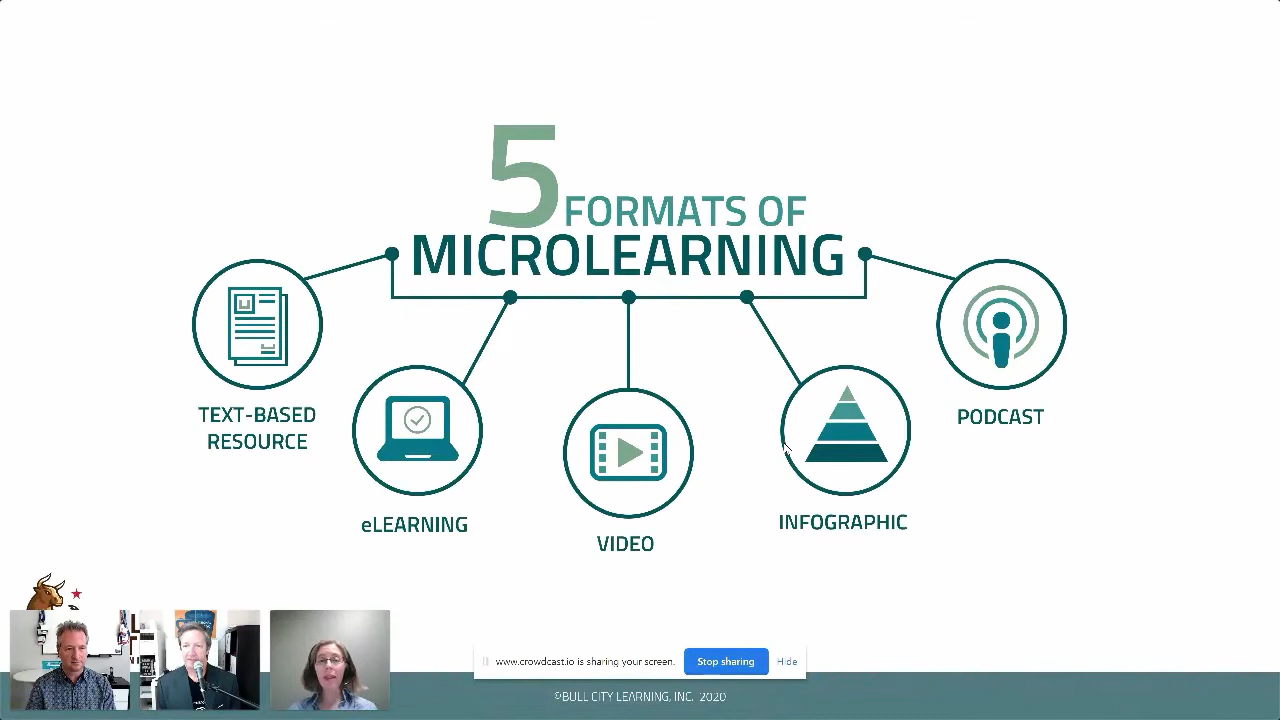 5 FORMATS OF
MICROLEARNING
TEXT-BASED
RESOURCE
eLEARNING
VIDEO
INFOGRAPHIC
PODCAST
www.crowdcast.io is sharing your screen.
Stop sharing
Hide
©BULL CITY LEARNING, INC. 2020